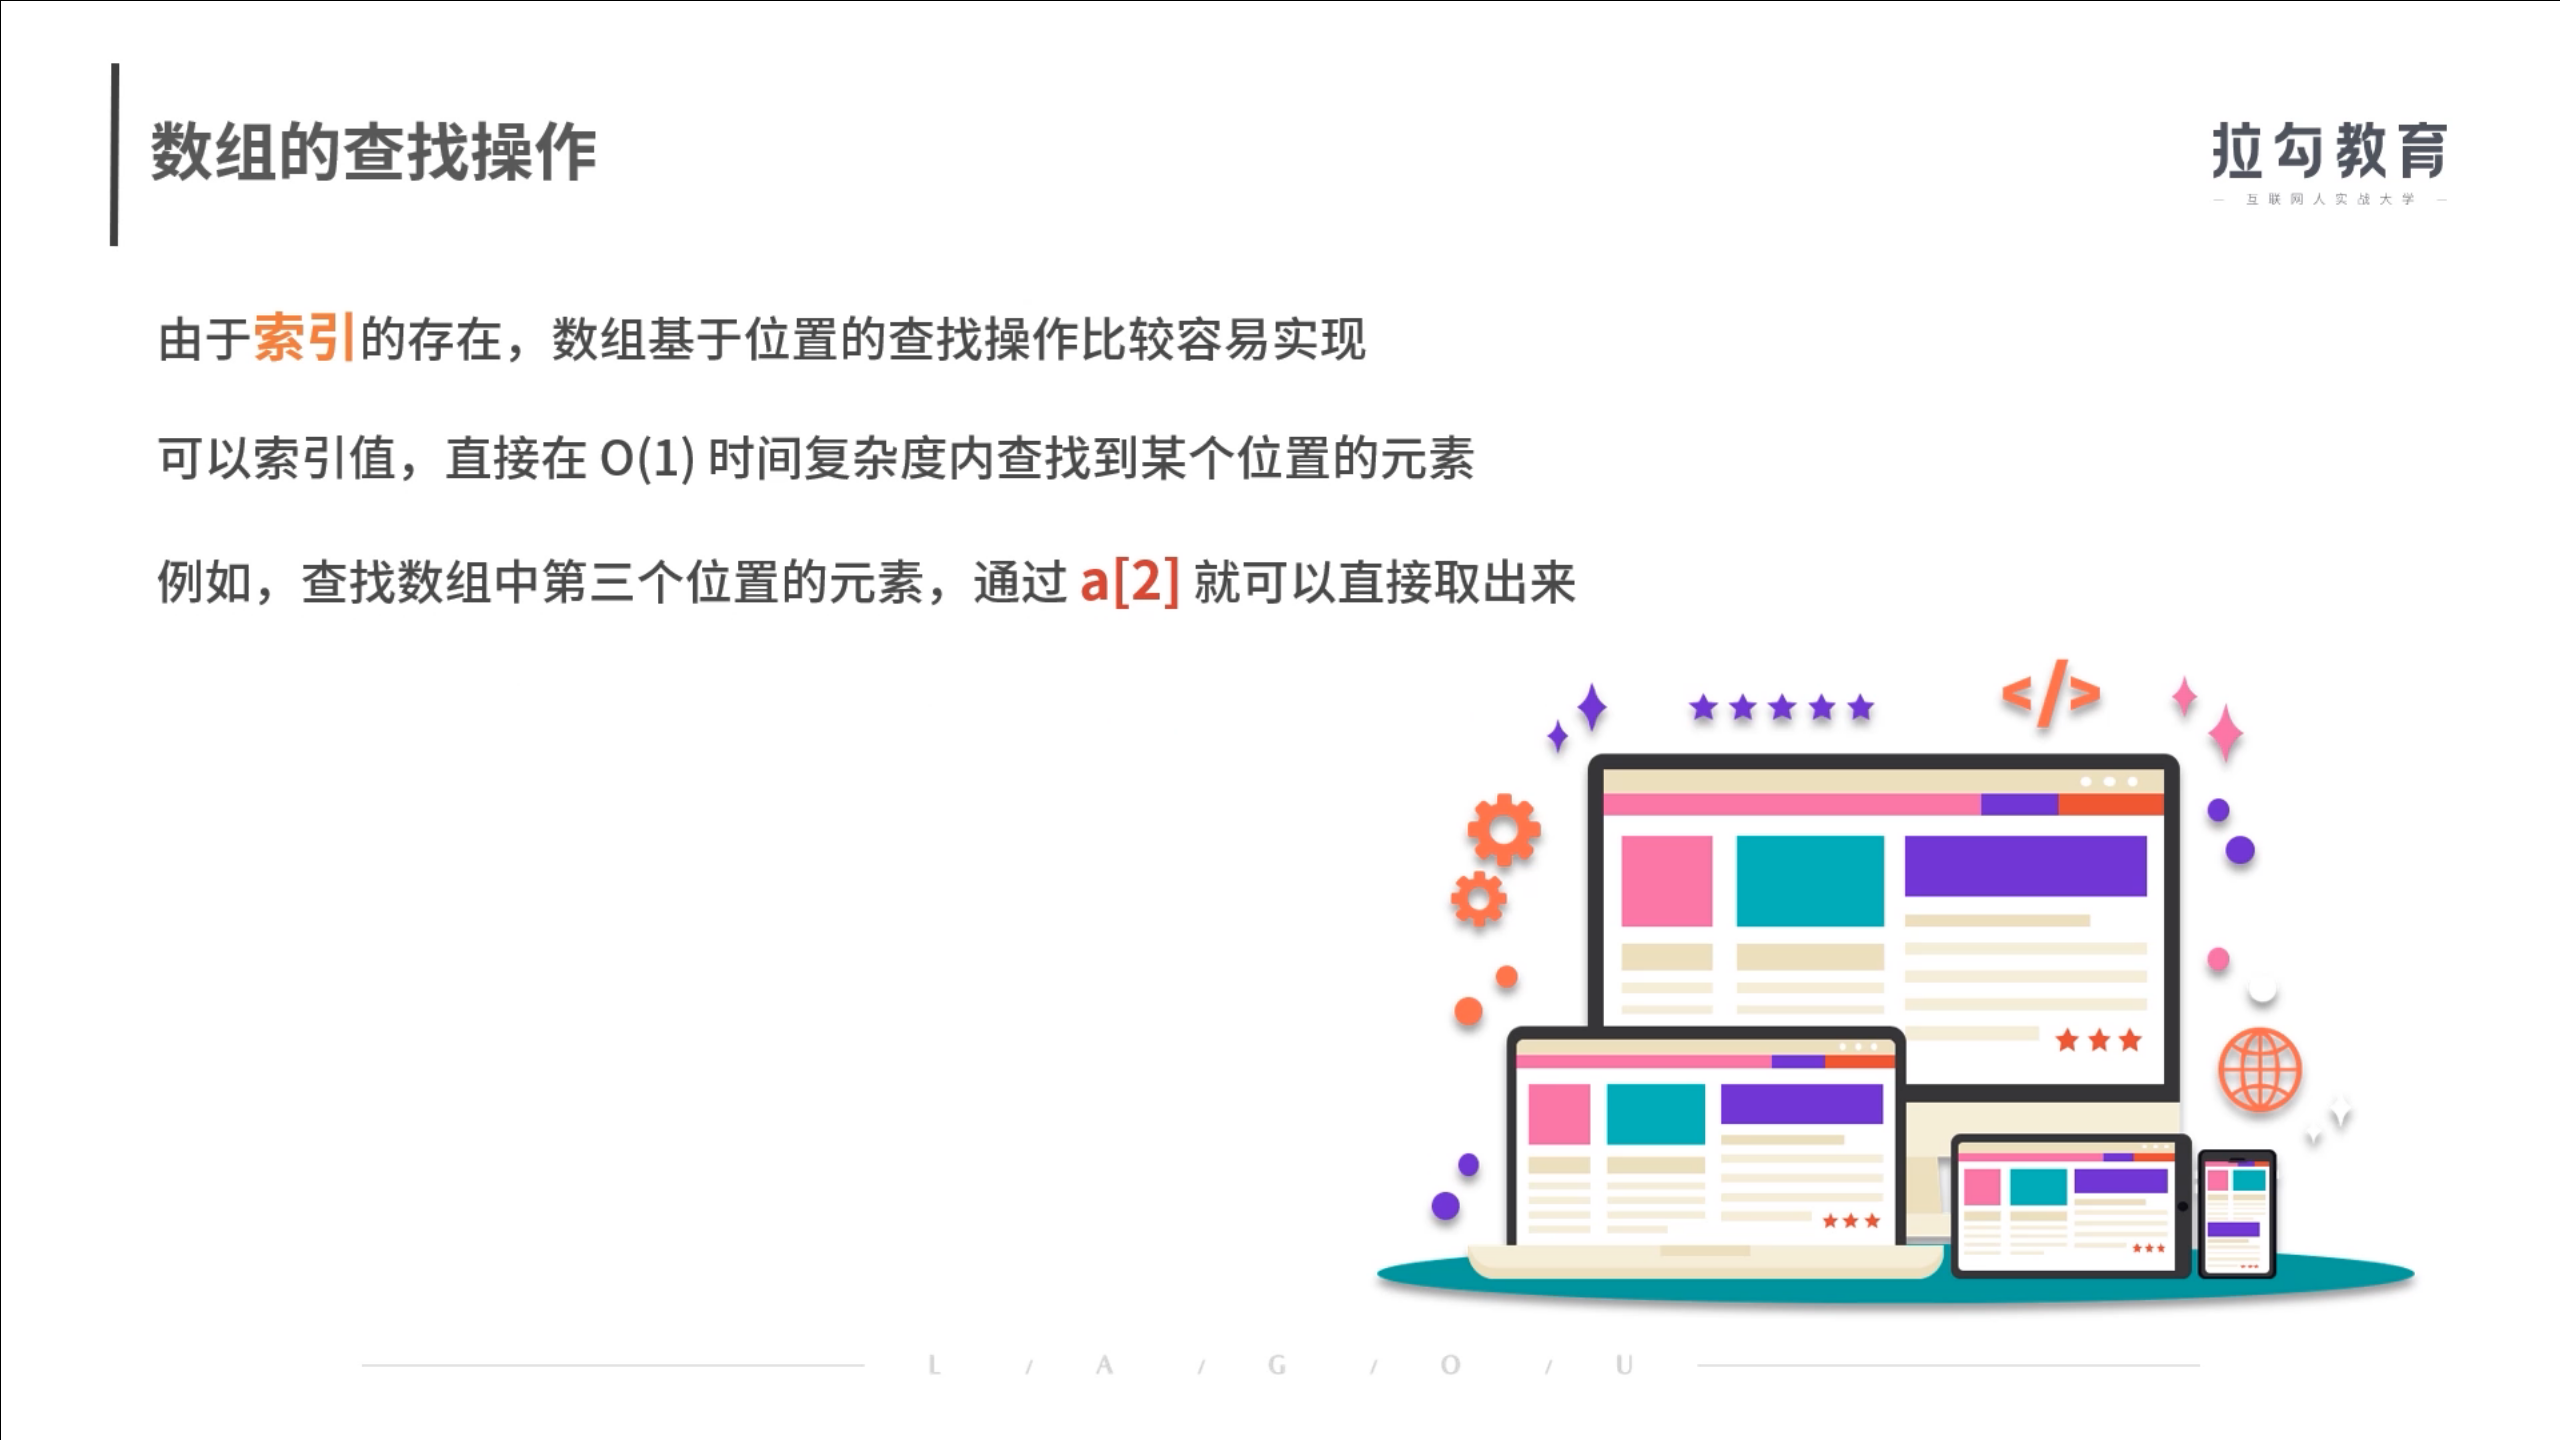 数组的查找操作
拉勾教育
— 互联网人实战大学 —
由于索引的存在，数组基于位置的查找操作比较容易实现
可以索引值，直接在 O(1) 时间复杂度内查找到某个位置的元素
例如，查找数组中第三个位置的元素，通过 a[2] 就可以直接取出来
</>
L / A / G / O / U